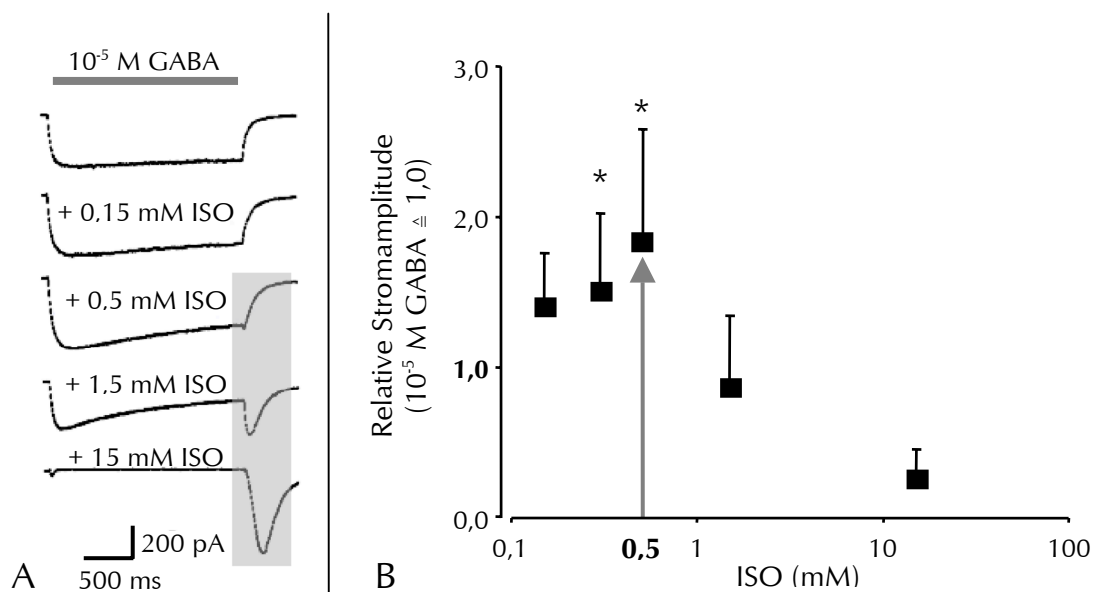 10⁻⁵ M GABA
+ 0,15 mM ISO
+ 0,5 mM ISO
+ 1,5 mM ISO
+ 15 mM ISO
200 pA
500 ms
A
Relative Stromamplitude
(10⁻⁵ M GABA ≙ 1,0)
3,0
2,0
1,0
0,0
*
*
0,1
0,5
1
10
100
ISO (mM)
B